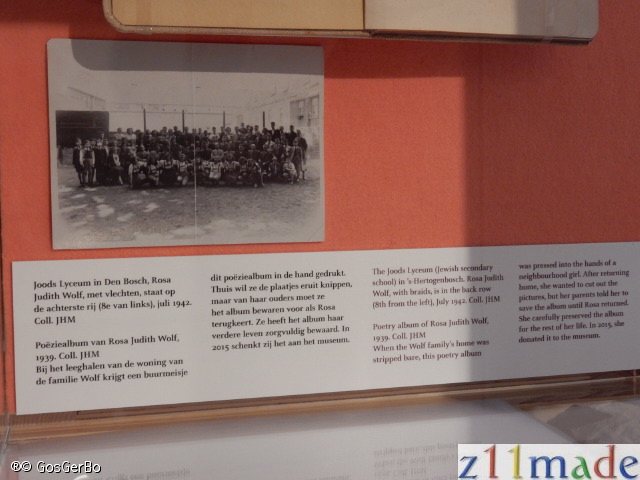 Joods Lyceum in Den Bosch, Rosa
Judith Wolf, met vlechten, staat op
de achterste rij (8e van links), juli 1942.
Coll. JHM
Poëziealbum van Rosa Judith Wolf,
1939. Coll. JHM
Bij het leeghalen van de woning van
de familie Wolf krijgt een buurmeisje
dit poëziealbum in de hand gedrukt.
Thuis wil ze de plaatjes eruit knippen,
maar van haar ouders moet ze
het album bewaren voor als Rosa
terugkeert. Ze heeft het album haar
verdere leven zorgvuldig bewaard. In
2015 schenkt zij het aan het museum.
The Joods Lyceum (Jewish secondary
school) in 's-Hertogenbosch. Rosa Judith
Wolf, with braids, is in the back row
(8th from the left), July 1942. Coll. JHM
Poetry album of Rosa Judith Wolf,
1939. Coll. JHM
When the Wolf family's home was
stripped bare, this poetry album
was pressed into the hands of a
neighbourhood girl. After returning
home, she wanted to cut out the
pictures, but her parents told her to
save the album until Rosa returned.
She carefully preserved the album
for the rest of her life. In 2015, she
donated it to the museum.
®© GosGerBo
z11made